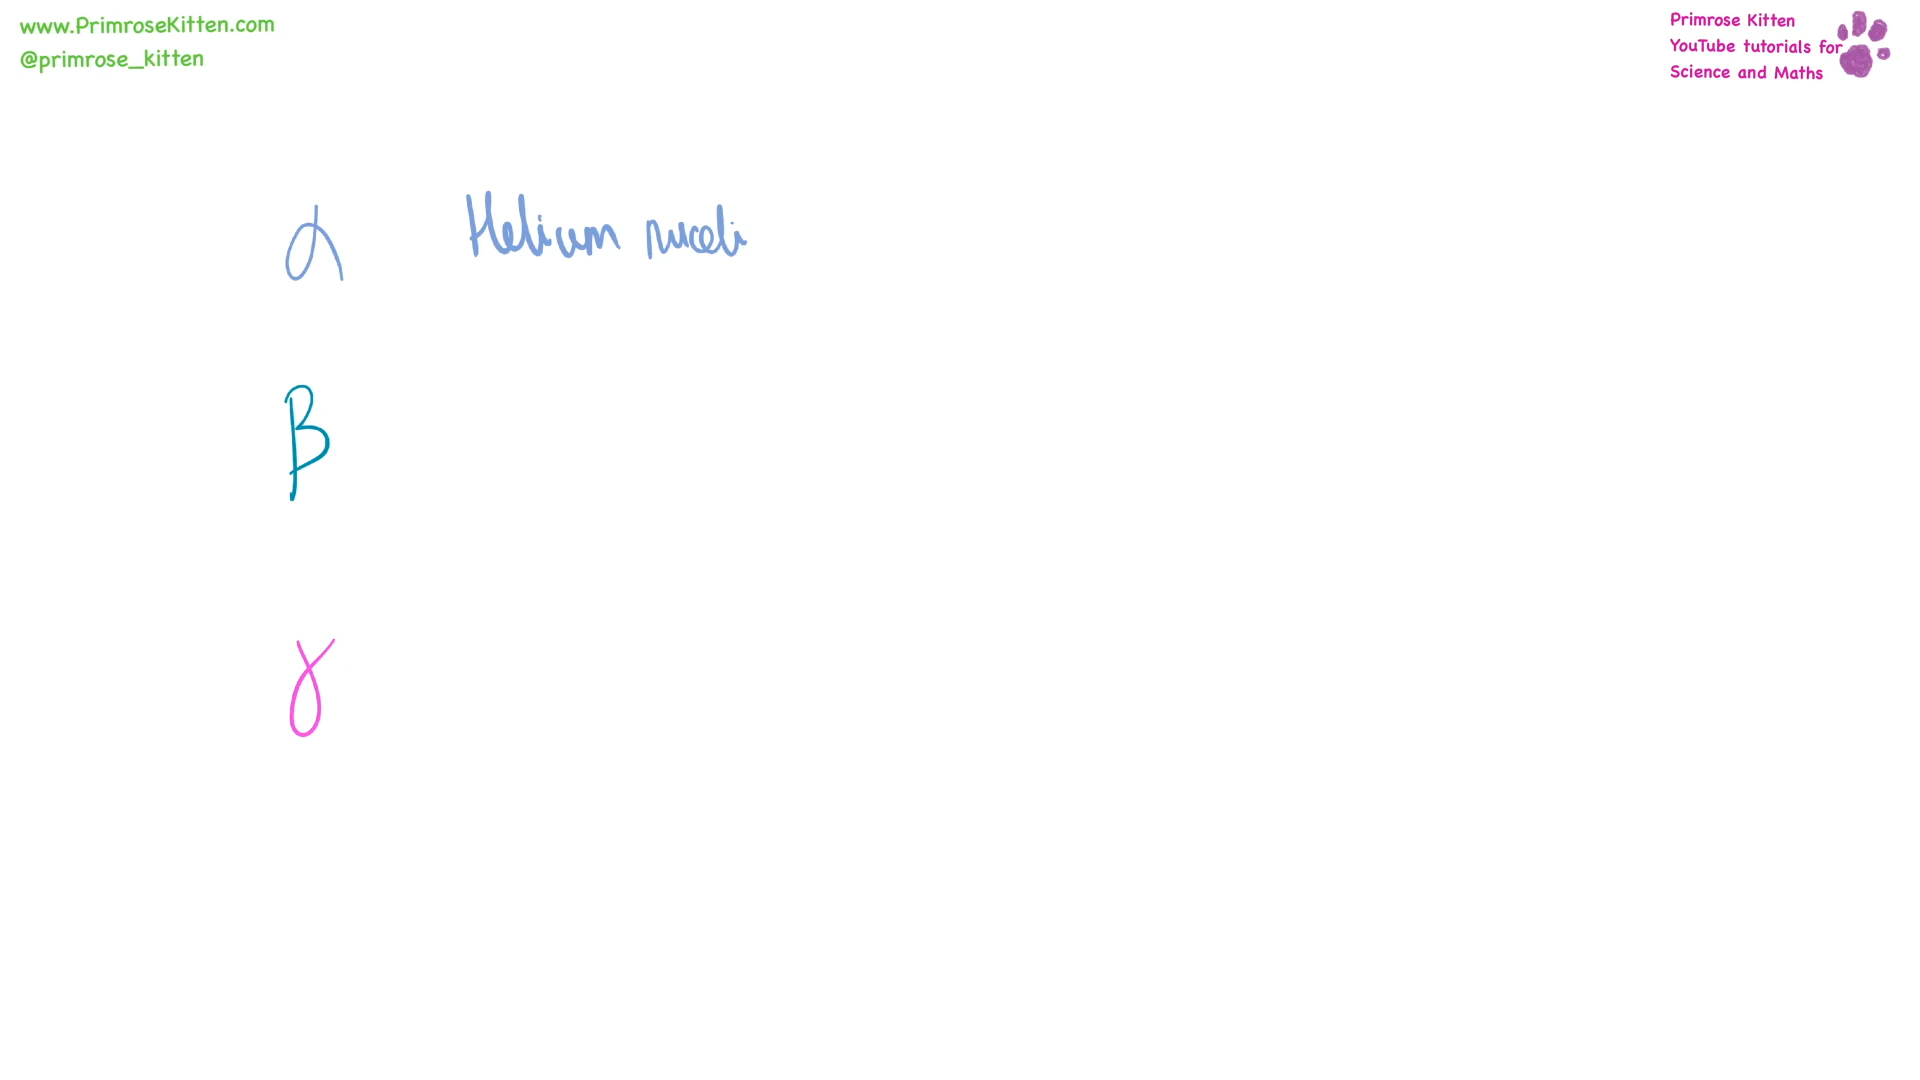 www.PrimroseKitten.com
@primrose_kitten
Primrose Kitten
YouTube tutorials for
Science and Maths
α Helium nuceli
β
γ